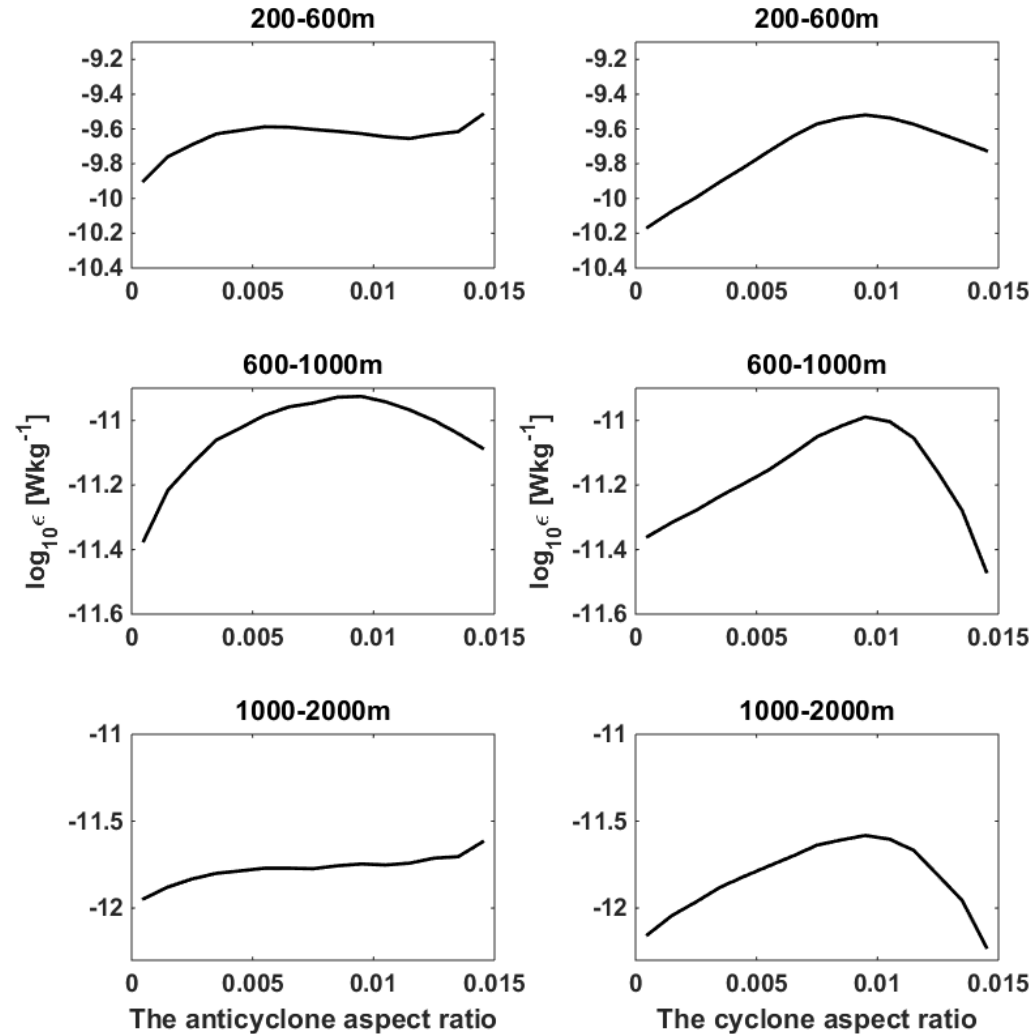 200-600m
-9.2
-9.4
-9.6
-9.8
-10
-10.2
-10.4
0 0.005 0.01 0.015
200-600m
-9.2
-9.4
-9.6
-9.8
-10
-10.2
-10.4
0 0.005 0.01 0.015
600-1000m
log10ϵ [Wkg-1]
-11
-11.2
-11.4
-11.6
0 0.005 0.01 0.015
600-1000m
log10ϵ [Wkg-1]
-11
-11.2
-11.4
-11.6
0 0.005 0.01 0.015
1000-2000m
-11
-11.5
-12
0 0.005 0.01 0.015
The anticyclone aspect ratio
1000-2000m
-11
-11.5
-12
0 0.005 0.01 0.015
The cyclone aspect ratio